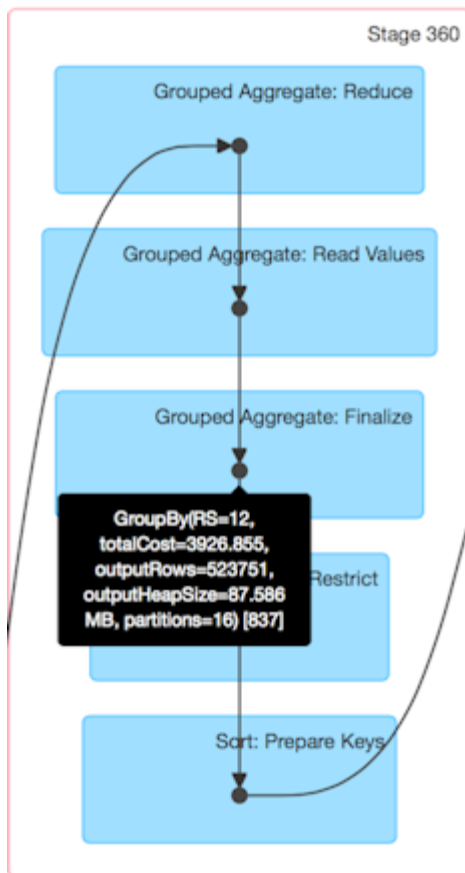 Stage 360
Grouped Aggregate: Reduce
Grouped Aggregate: Read Values
Grouped Aggregate: Finalize
GroupBy(RS=12,
totalCost=3926.855,
outputRows=523751,
outputHeapSize=87.586
MB, partitions=16) [837]
Restrict
Sort: Prepare Keys